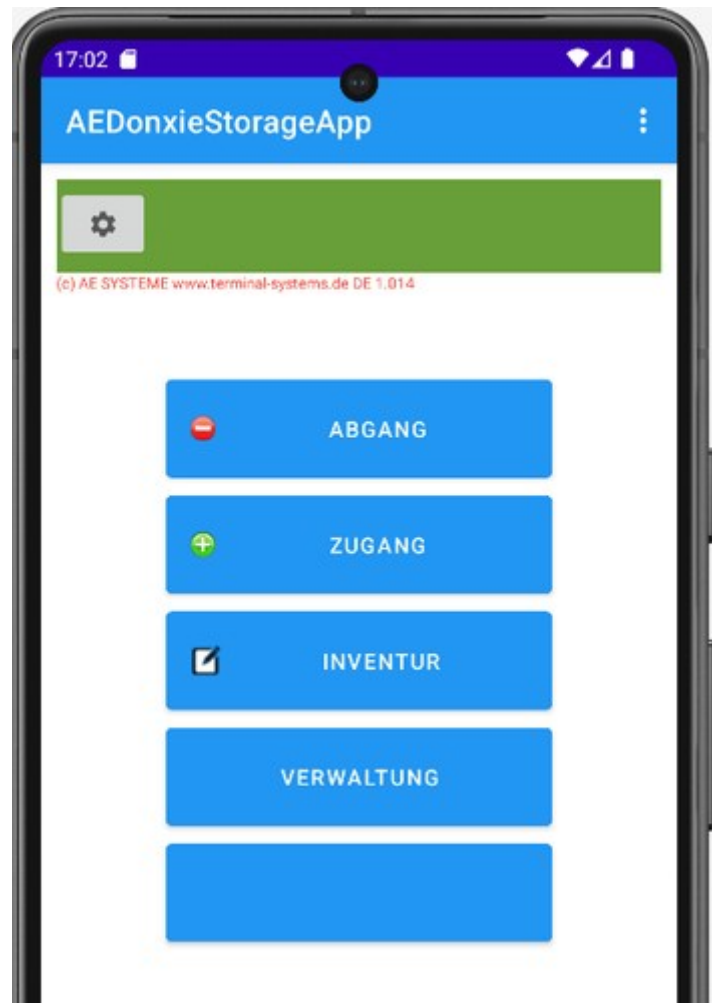 17:02
AEDonxieStorageApp
(c) AE SYSTEME www.terminal-systems.de DE 1.014
ABGANG
ZUGANG
INVENTUR
VERWALTUNG